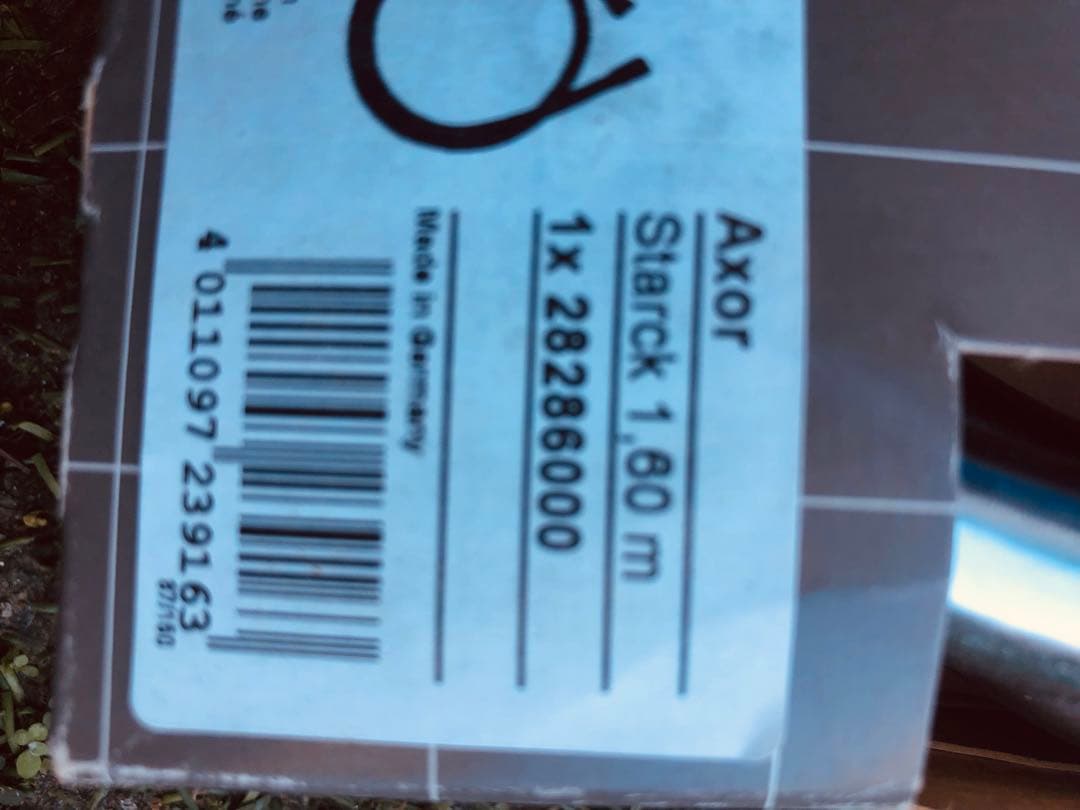 Axor
Starck 1,60 m
1x 28286000
Made in Germany
4 011097 239163